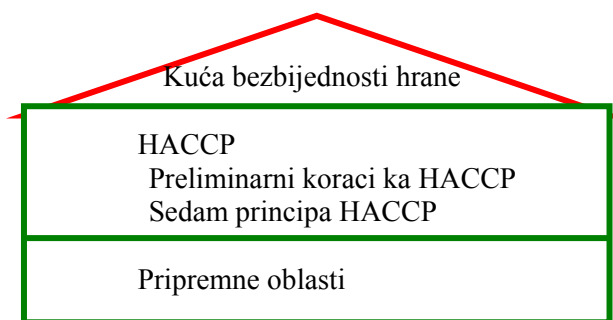 Kuća bezbijednosti hrane
HACCP
Preliminarni koraci ka HACCP
Sedam principa HACCP
Pripremne oblasti